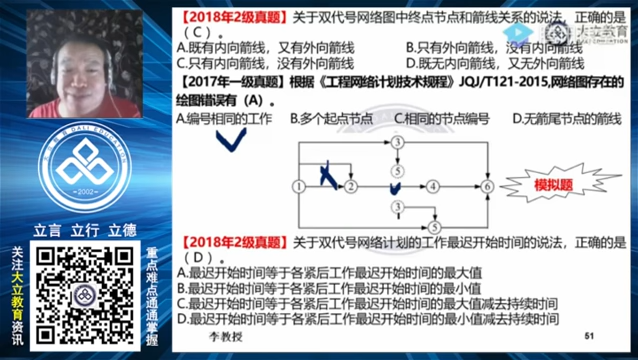 【2018年2级真题】关于双代号网络图中终点节点和箭线关系的说法，正确的是
（C）。
A.既有内向箭线，又有外向箭线
B.只有外向箭线，没有内向箭线
C.只有内向箭线，没有外向箭线
D.既无内向箭线，又无外向箭线
【2017年一级真题】根据《工程网络计划技术规程》JQJ/T121-2015,网络图存在的
绘图错误有（A）。
A.编号相同的工作
B.多个起点节点
C相同的节点编号
D.无箭尾节点的箭线
3
5
1
2
4
6
3
5
模拟题
【2018年2级真题】关于双代号网络计划的工作最迟开始时间的说法，正确的是
（D）。
A.最迟开始时间等于各紧后工作最迟开始时间的最大值
B.最迟开始时间等于各紧后工作最迟开始时间的最小值
C.最迟开始时间等于各紧后工作最迟开始时间的最大值减去持续时间
D.最迟开始时间等于各紧后工作最迟开始时间的最小值减去持续时间
李教授
51
大立教育
DALI EDUCATION
2002
立言 立行 立德
关注大立教育资讯
重点难点通通掌握